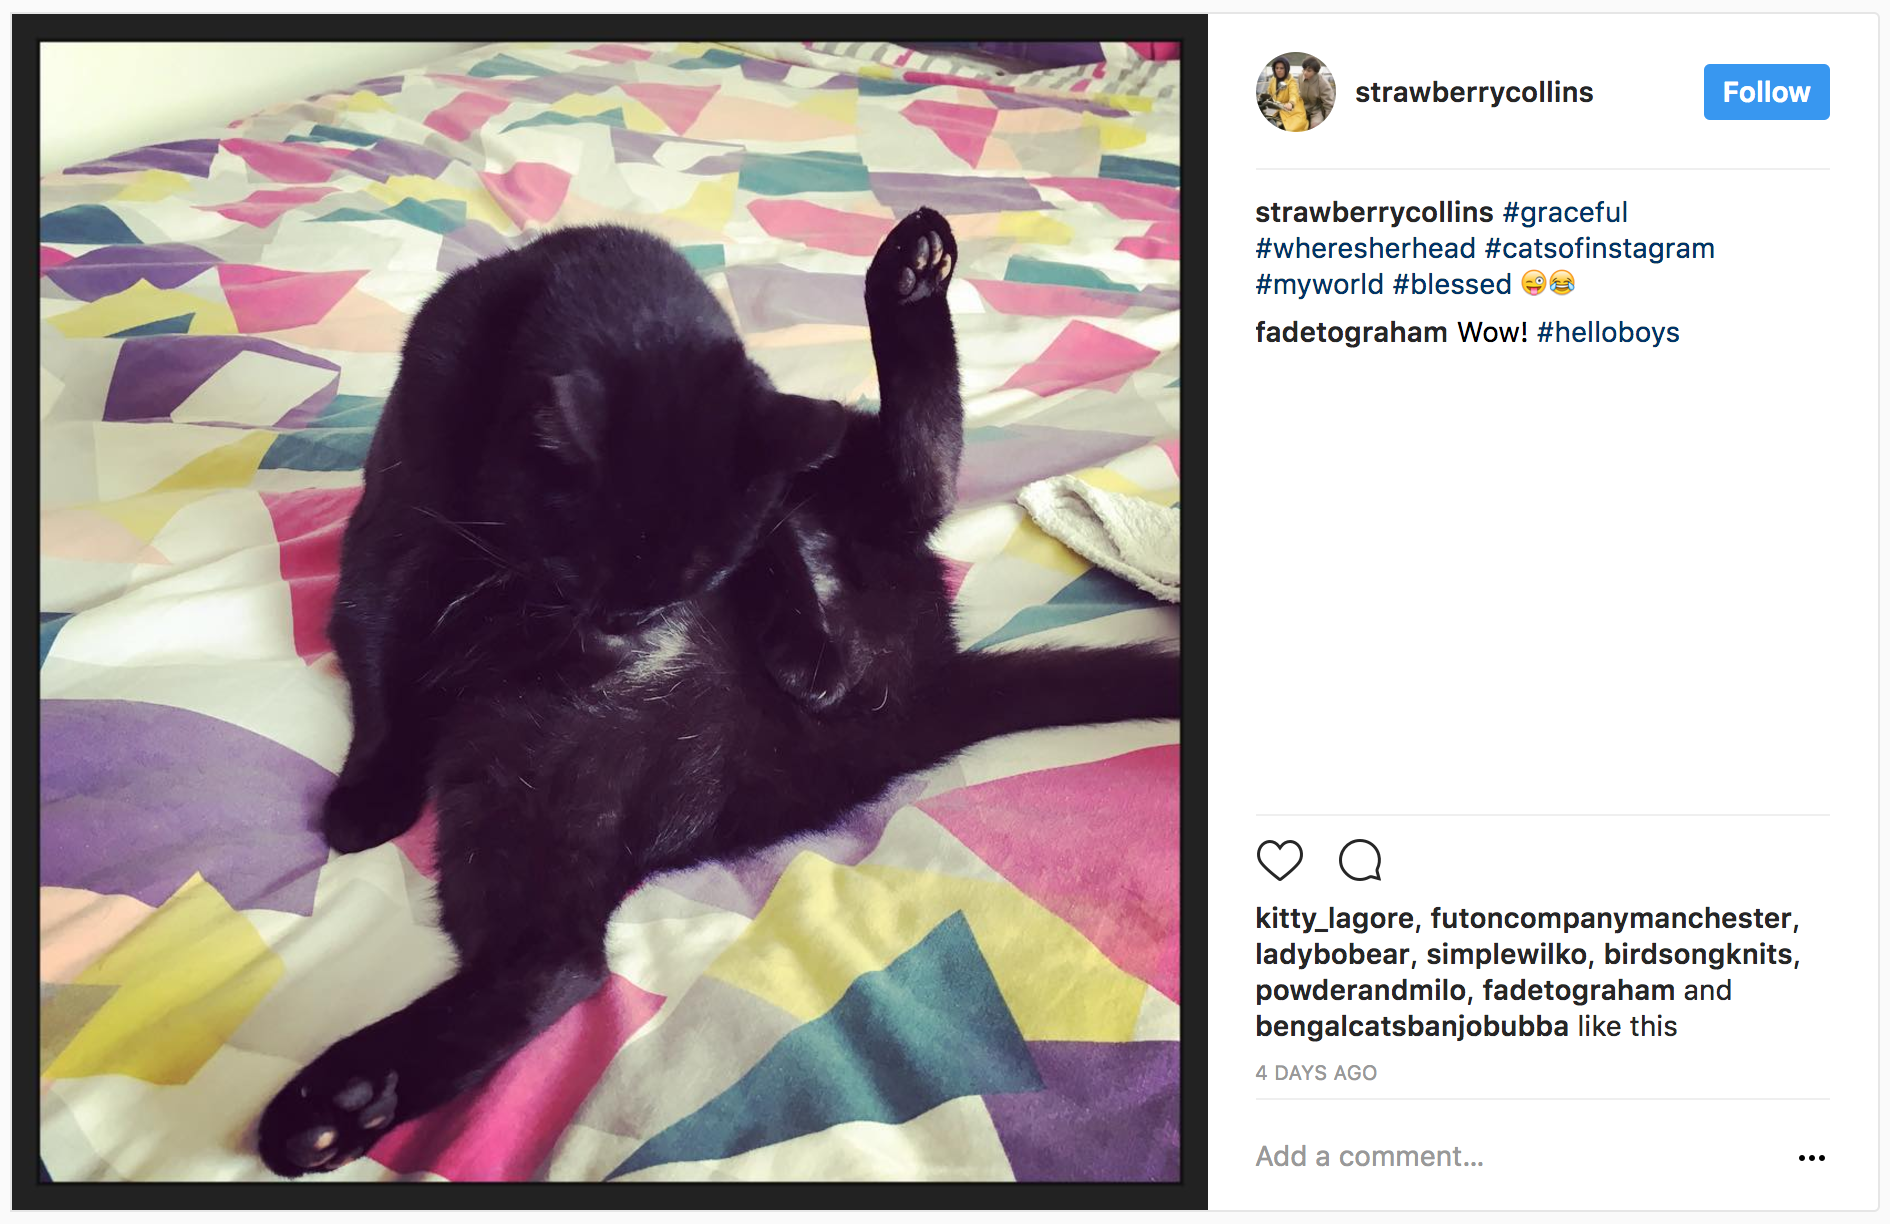 strawberrycollins
Follow
strawberrycollins #graceful
#wheresherhead #catsofinstagram
#myworld #blessed 😜😂
fadetograham Wow! #helloboys
kitty_lagore, futoncompanymanchester,
ladybobear, simplewilko, birdsongknits,
powderandmilo, fadetograham and
bengalcatsbanjobubba like this
4 DAYS AGO
Add a comment...